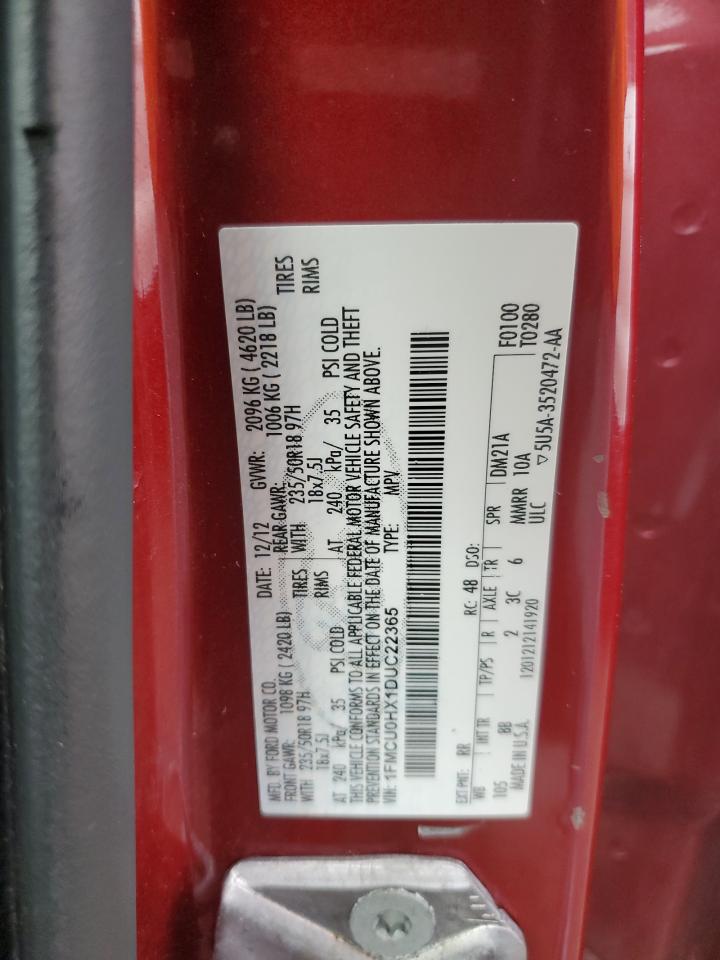 MFD. BY FORD MOTOR CO.
DATE: 12/12 GVWR: 2096 KG ( 4620 LB)
FRONT GAWR: 1098 KG ( 2420 LB) REAR GAWR: 1006 KG ( 2218 LB)
WITH 235/50R18 97H TIRES WITH 235/50R18 97H TIRES
18x7.5J RIMS 18x7.5J RIMS
AT 240 kPa/ 35 PSI COLD AT 240 kPa/ 35 PSI COLD
THIS VEHICLE CONFORMS TO ALL APPLICABLE FEDERAL MOTOR VEHICLE SAFETY AND THEFT
PREVENTION STANDARDS IN EFFECT ON THE DATE OF MANUFACTURE SHOWN ABOVE.
VIN: 1FMCU0HX1DUC22365 TYPE: MPV
EXT PNT: RR RC: 48 DSO: F0100
WB INT TR TP/PS R AXLE TR SPR DM21A T0280
105 BB 2 3C 6 MMRR 10A
MADE IN U.S.A. 120121214 1920 ULC ▽5U5A-3520472-AA